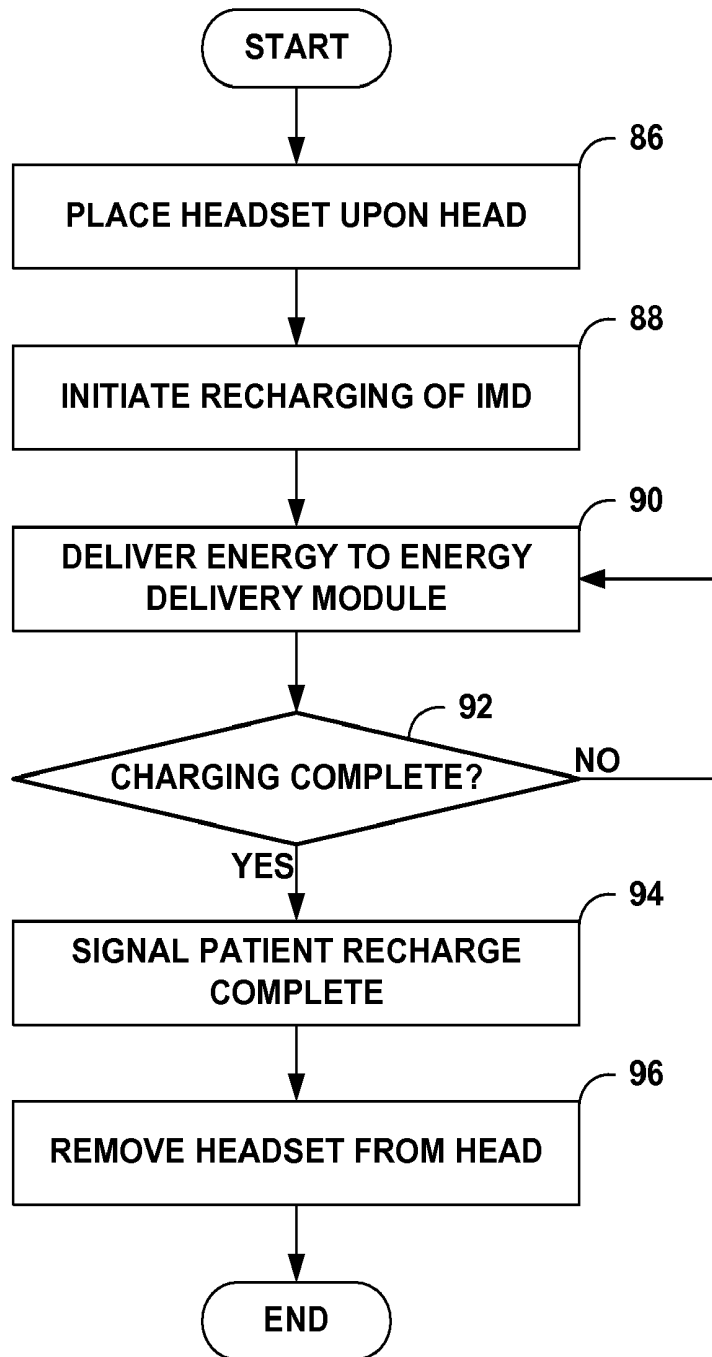 START
86
PLACE HEADSET UPON HEAD
88
INITIATE RECHARGING OF IMD
90
DELIVER ENERGY TO ENERGY
DELIVERY MODULE
92
CHARGING COMPLETE?
NO
YES
94
SIGNAL PATIENT RECHARGE
COMPLETE
96
REMOVE HEADSET FROM HEAD
END